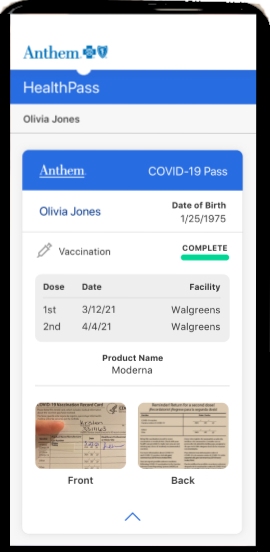 Anthem
HealthPass
Olivia Jones
Anthem COVID-19 Pass
Olivia Jones
Date of Birth
1/25/1975
Vaccination COMPLETE
Dose Date Facility
1st 3/12/21 Walgreens
2nd 4/4/21 Walgreens
Product Name
Moderna
COVID-19 Vaccination Record Card
Front
Back